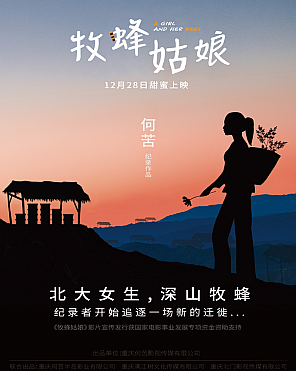 牧蜂姑娘
A GIRL
AND HER BEES
12月28日甜蜜上映
何苦
纪录作品
北大女生,深山牧蜂
纪录者开始追逐一场新的迁徙...
《牧蜂姑娘》影片宣传发行获国家电影事业发展专项资金资助支持